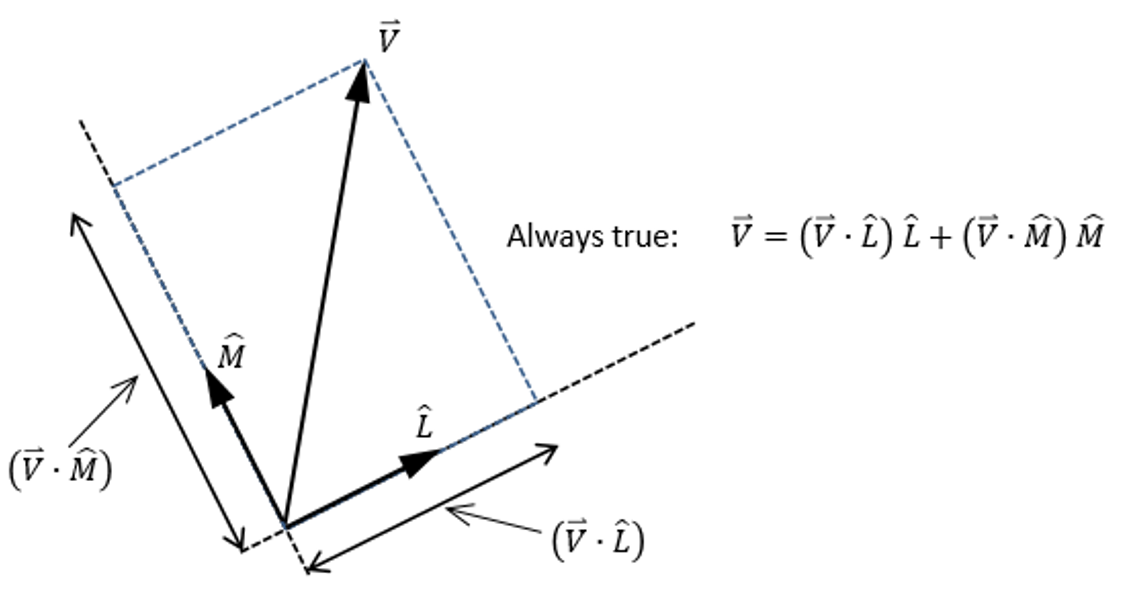 V⃗
Always true: V⃗ = (V⃗ · L̂) L̂ + (V⃗ · M̂) M̂
M̂
L̂
(V⃗ · M̂)
(V⃗ · L̂)